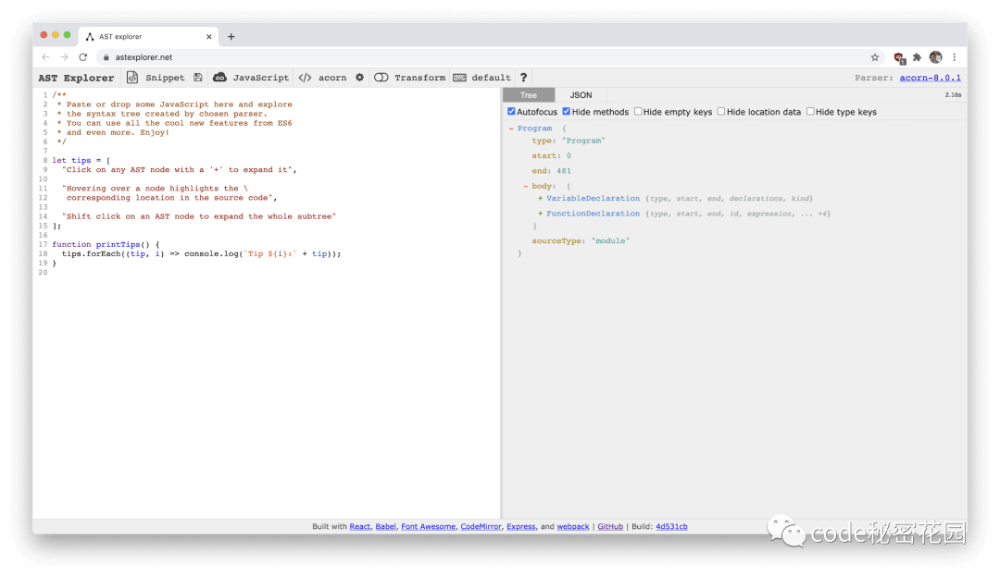 AST explorer
astexplorer.net
AST Explorer Snippet JavaScript </> acorn Transform default ? Parser: acorn-8.0.1
1 /**
2 * Paste or drop some JavaScript here and explore
3 * the syntax tree created by chosen parser.
4 * You can use all the cool new features from ES6
5 * and even more. Enjoy!
6 */
7
8 let tips = [
9 "Click on any AST node with a '+' to expand it",
10
11 "Hovering over a node highlights the \
12 corresponding location in the source code",
13
14 "Shift click on an AST node to expand the whole subtree"
15 ];
16
17 function printTips() {
18 tips.forEach((tip, i) => console.log(`Tip ${i}:` + tip));
19 }
20
Tree JSON 2.16s
Autofocus Hide methods Hide empty keys Hide location data Hide type keys
- Program {
type: "Program"
start: 0
end: 481
- body: [
+ VariableDeclaration {type, start, end, declarations, kind}
+ FunctionDeclaration {type, start, end, id, expression, ... +4}
]
sourceType: "module"
}
Built with React, Babel, Font Awesome, CodeMirror, Express, and webpack | GitHub | Build: 4d531cb
code秘密花园